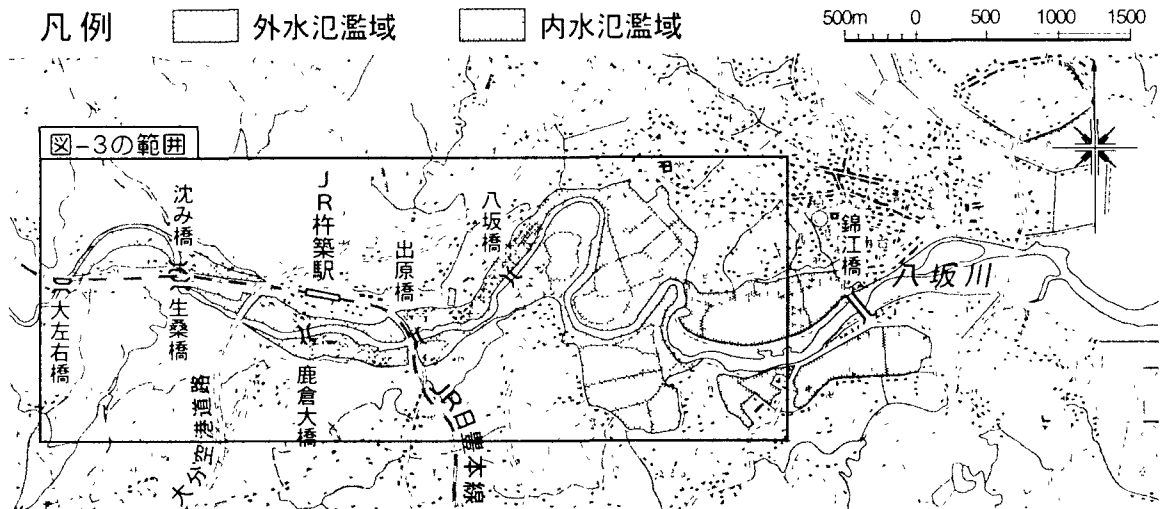 凡例 外水氾濫域 内水氾濫域
500m 0 500 1000 1500
図-3の範囲
沈み橋
JR杵築駅
出原橋
八坂橋
錦江橋
八坂川
大左右橋
生桑橋
鹿倉大橋
大分空港道路
JR日豊本線